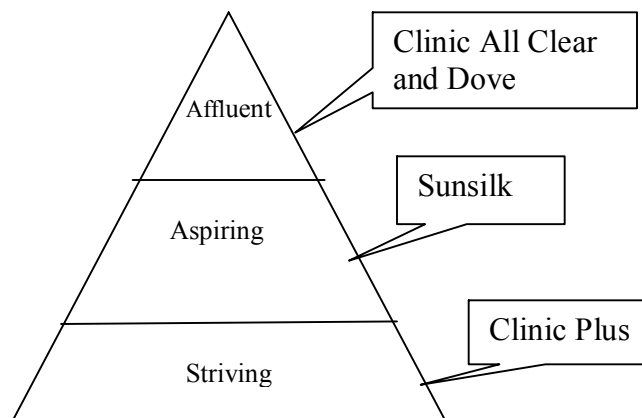 Clinic All Clear
and Dove
Affluent
Sunsilk
Aspiring
Clinic Plus
Striving